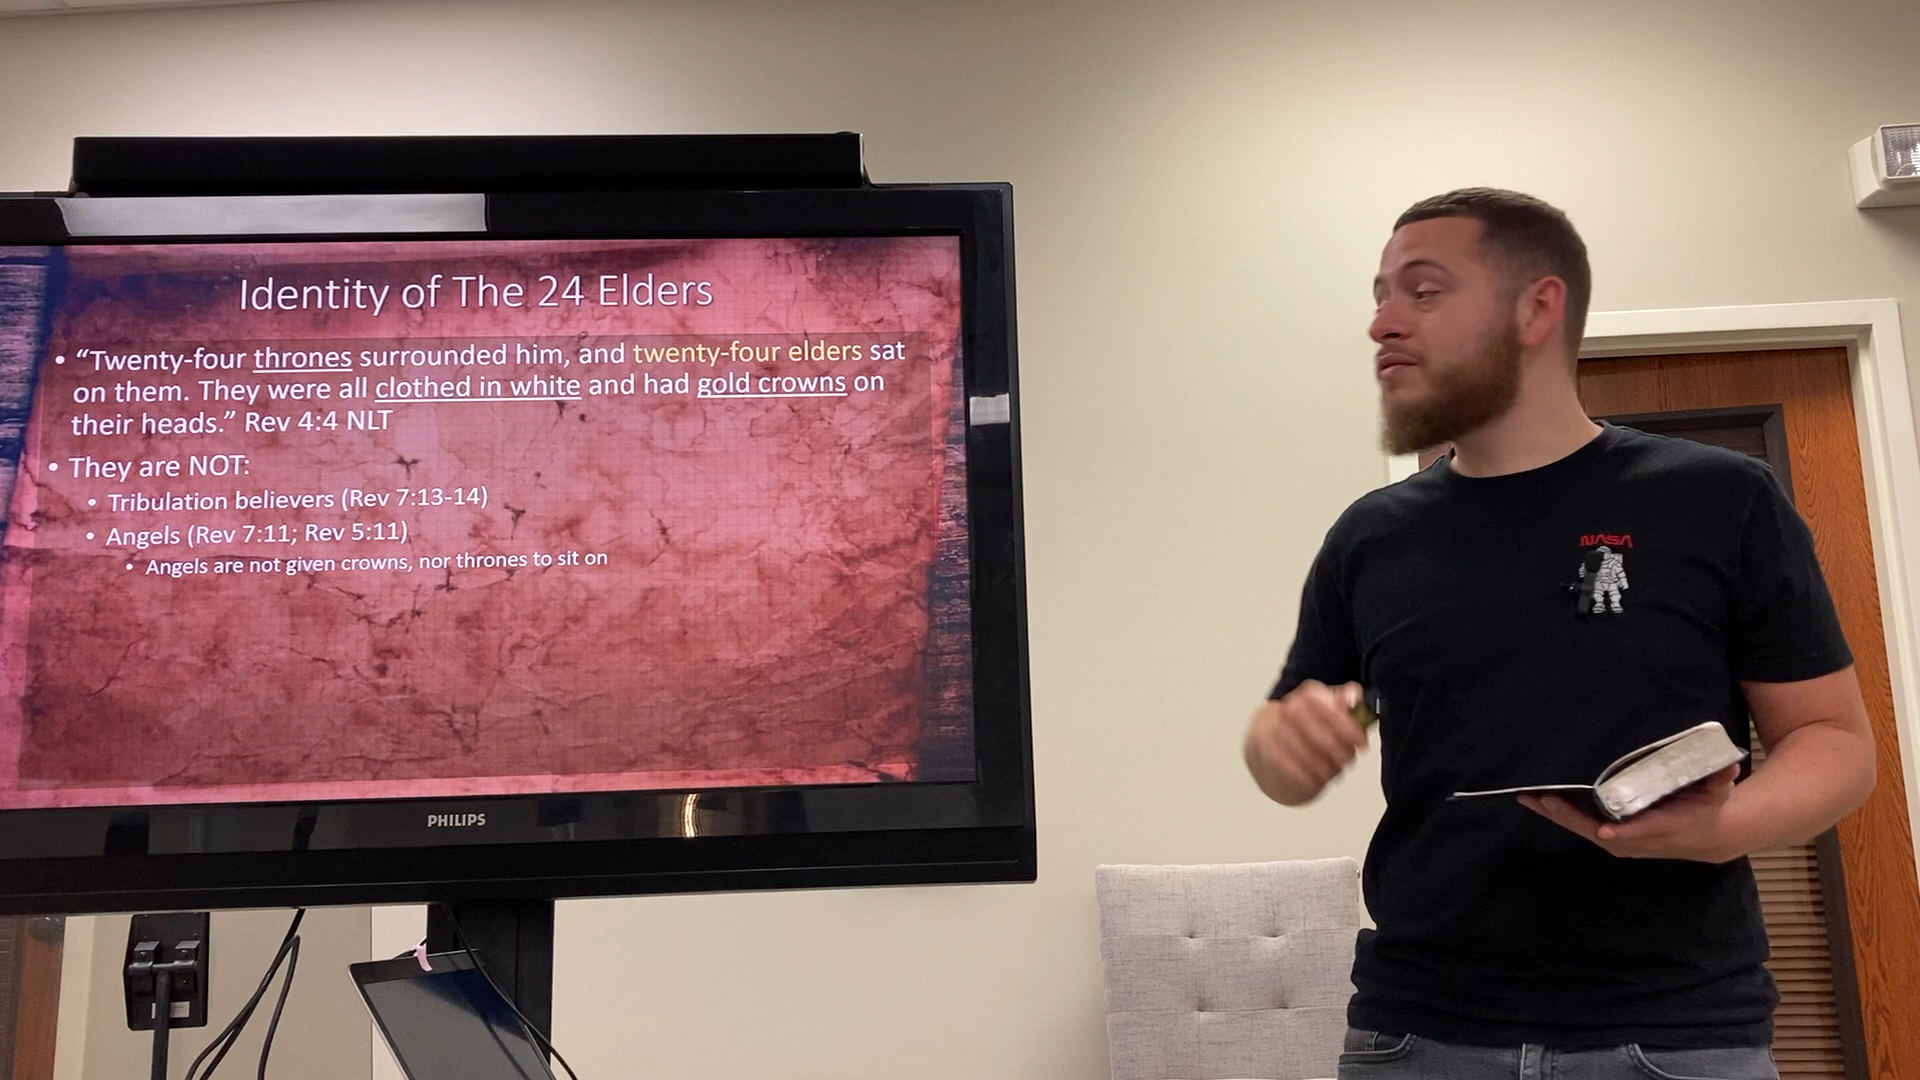 Identity of The 24 Elders
• “Twenty-four thrones surrounded him, and twenty-four elders sat
on them. They were all clothed in white and had gold crowns on
their heads.” Rev 4:4 NLT
• They are NOT:
• Tribulation believers (Rev 7:13-14)
• Angels (Rev 7:11; Rev 5:11)
• Angels are not given crowns, nor thrones to sit on
PHILIPS
NASA